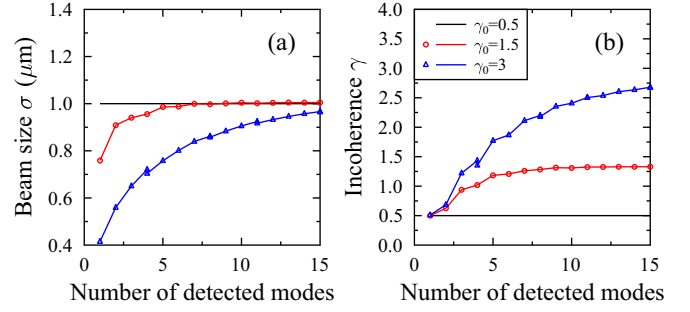 1.4
1.2
1.0
0.8
0.6
0.4
0
5
10
15
Beam size σ (μm)
Number of detected modes
(a)
4.0
3.5
3.0
2.5
2.0
1.5
1.0
0.5
0.0
0
5
10
15
Incoherence γ
Number of detected modes
(b)
γ₀=0.5
γ₀=1.5
γ₀=3